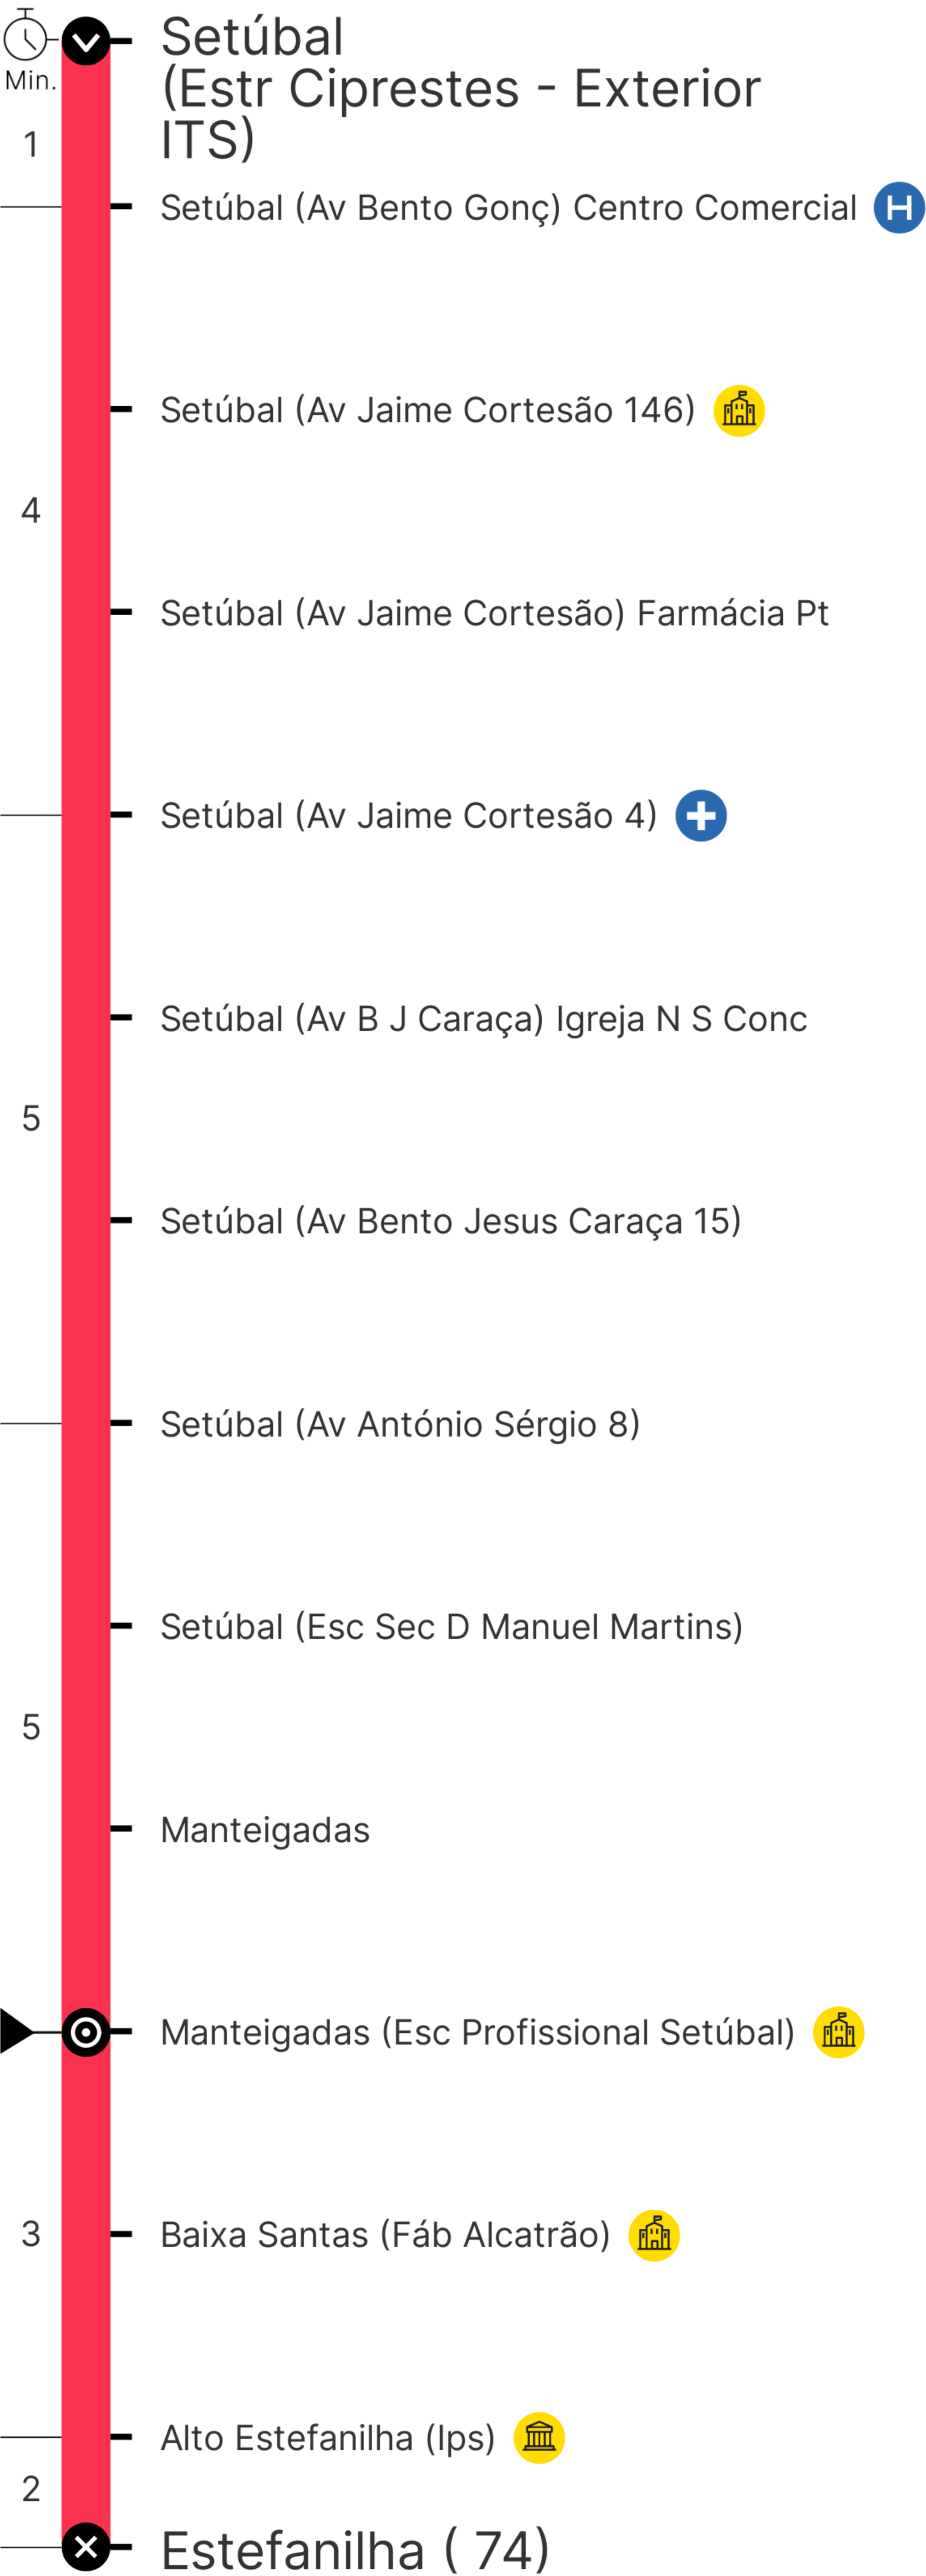 Setúbal
(Estr Ciprestes - Exterior
ITS)
Min.
1
Setúbal (Av Bento Gonç) Centro Comercial H
Setúbal (Av Jaime Cortesão 146)
4
Setúbal (Av Jaime Cortesão) Farmácia Pt
Setúbal (Av Jaime Cortesão 4)
Setúbal (Av B J Caraça) Igreja N S Conc
5
Setúbal (Av Bento Jesus Caraça 15)
Setúbal (Av António Sérgio 8)
Setúbal (Esc Sec D Manuel Martins)
5
Manteigadas
Manteigadas (Esc Profissional Setúbal)
3
Baixa Santas (Fáb Alcatrão)
Alto Estefanilha (Ips)
2
Estefanilha ( 74)